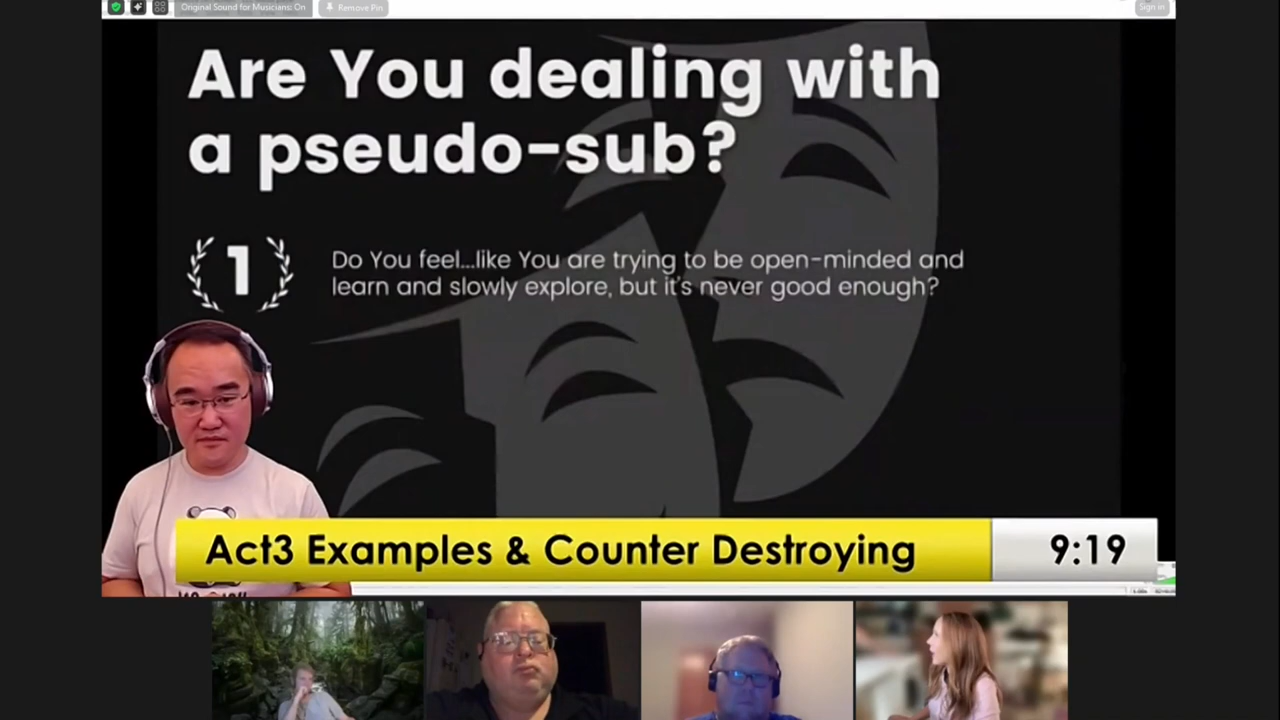 Original Sound for Musicians: On
Remove Pin
Sign in
Are You dealing with
a pseudo-sub?
1
Do You feel...like You are trying to be open-minded and
learn and slowly explore, but it's never good enough?
Act3 Examples & Counter Destroying
9:19